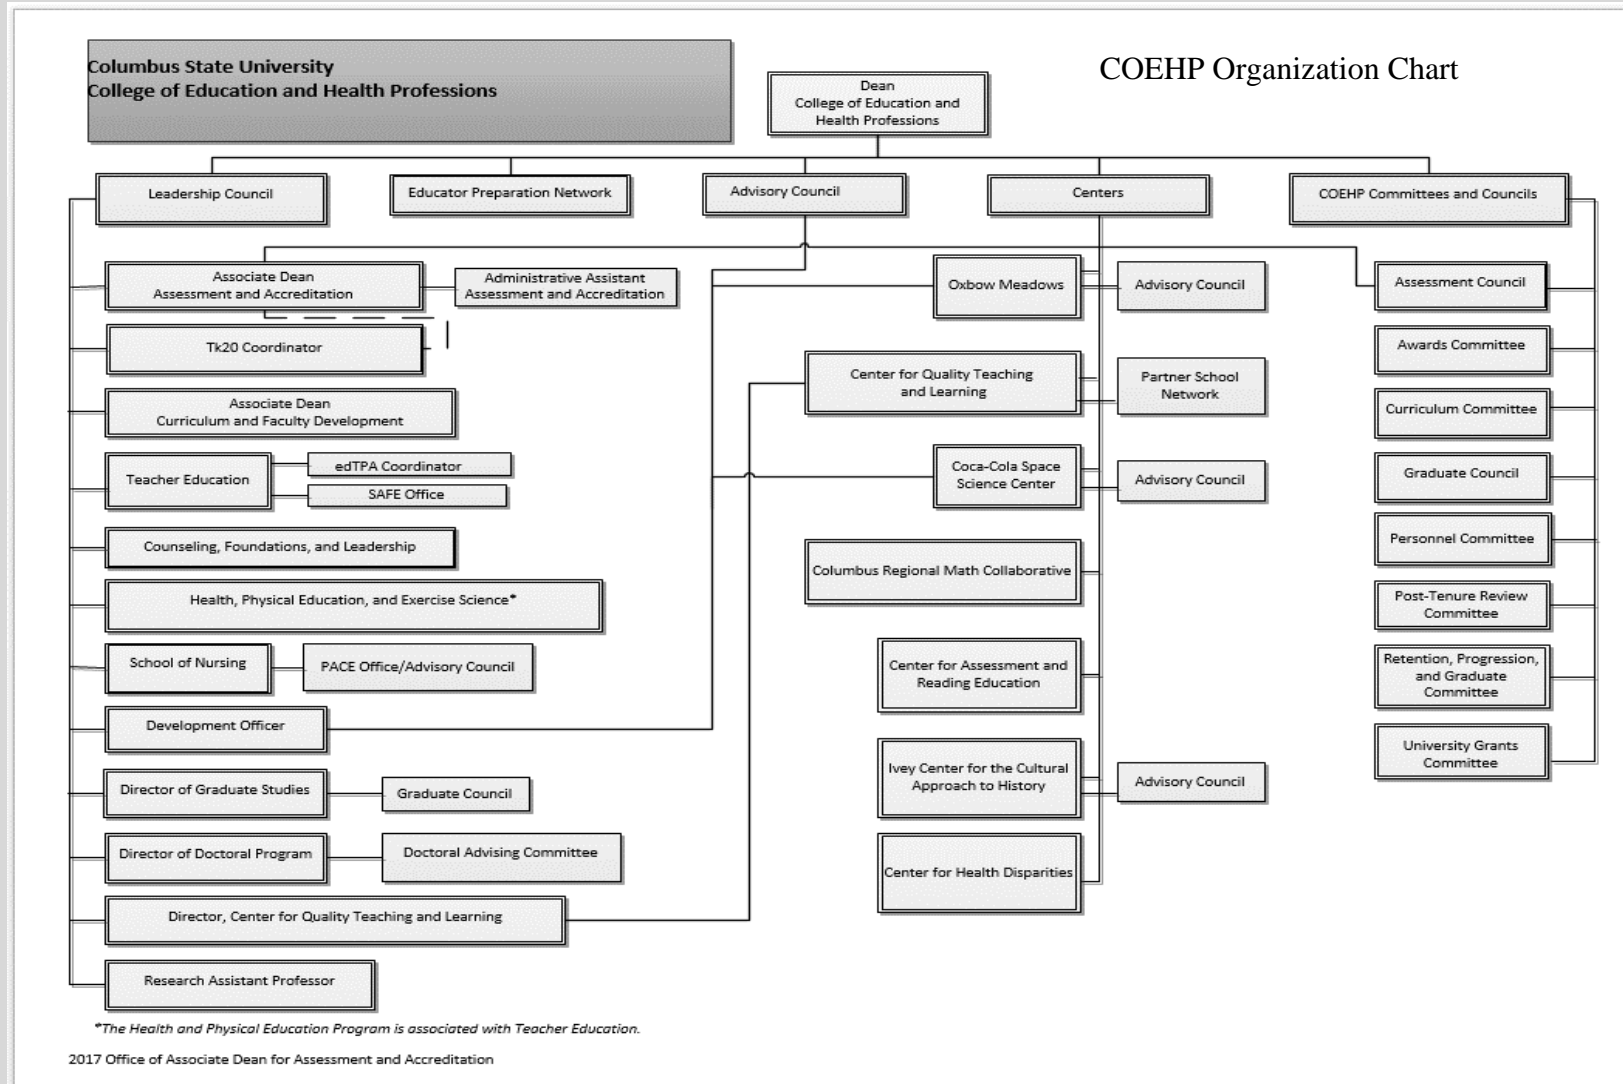 Columbus State University
College of Education and Health Professions
COEHP Organization Chart
Dean
College of Education and
Health Professions
Leadership Council
Educator Preparation Network
Advisory Council
Centers
COEHP Committees and Councils
Associate Dean
Assessment and Accreditation
Administrative Assistant
Assessment and Accreditation
Tk20 Coordinator
Associate Dean
Curriculum and Faculty Development
Teacher Education
edTPA Coordinator
SAFE Office
Counseling, Foundations, and Leadership
Health, Physical Education, and Exercise Science*
School of Nursing
PACE Office/Advisory Council
Development Officer
Director of Graduate Studies
Graduate Council
Director of Doctoral Program
Doctoral Advising Committee
Director, Center for Quality Teaching and Learning
Research Assistant Professor
Oxbow Meadows
Advisory Council
Center for Quality Teaching
and Learning
Partner School
Network
Coca-Cola Space
Science Center
Advisory Council
Columbus Regional Math Collaborative
Center for Assessment and
Reading Education
Ivey Center for the Cultural
Approach to History
Advisory Council
Center for Health Disparities
Assessment Council
Awards Committee
Curriculum Committee
Graduate Council
Personnel Committee
Post-Tenure Review
Committee
Retention, Progression,
and Graduate
Committee
University Grants
Committee
*The Health and Physical Education Program is associated with Teacher Education.
2017 Office of Associate Dean for Assessment and Accreditation